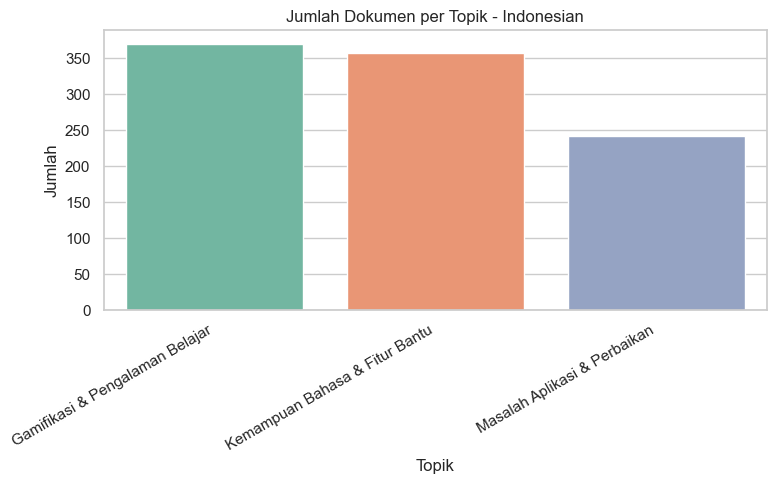 Jumlah Dokumen per Topik - Indonesian
Jumlah
350
300
250
200
150
100
50
0
Gamifikasi & Pengalaman Belajar
Kemampuan Bahasa & Fitur Bantu
Masalah Aplikasi & Perbaikan
Topik